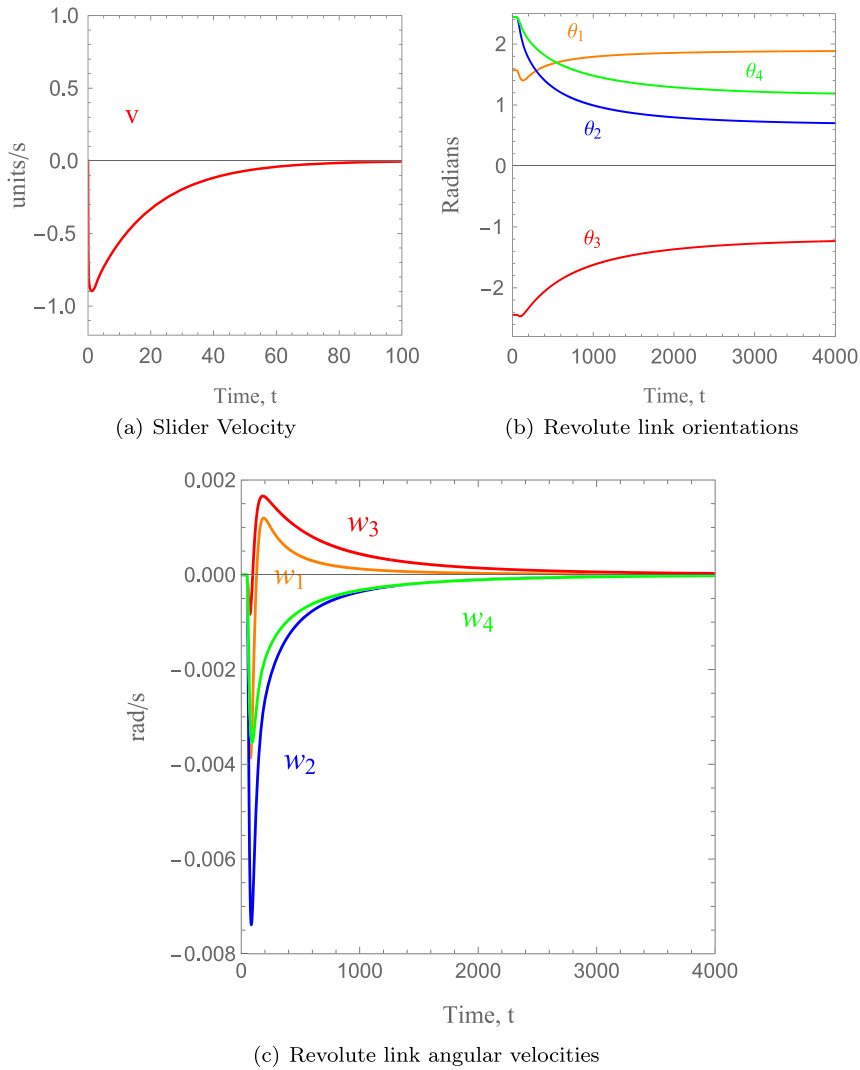 1.0
0.5
0.0
−0.5
−1.0
units/s
v
0 20 40 60 80 100
Time, t
(a) Slider Velocity
2
1
0
−1
−2
Radians
θ1
θ4
θ2
θ3
0 1000 2000 3000 4000
Time, t
(b) Revolute link orientations
0.002
0.000
−0.002
−0.004
−0.006
−0.008
rad/s
w3
w1
w4
w2
0 1000 2000 3000 4000
Time, t
(c) Revolute link angular velocities